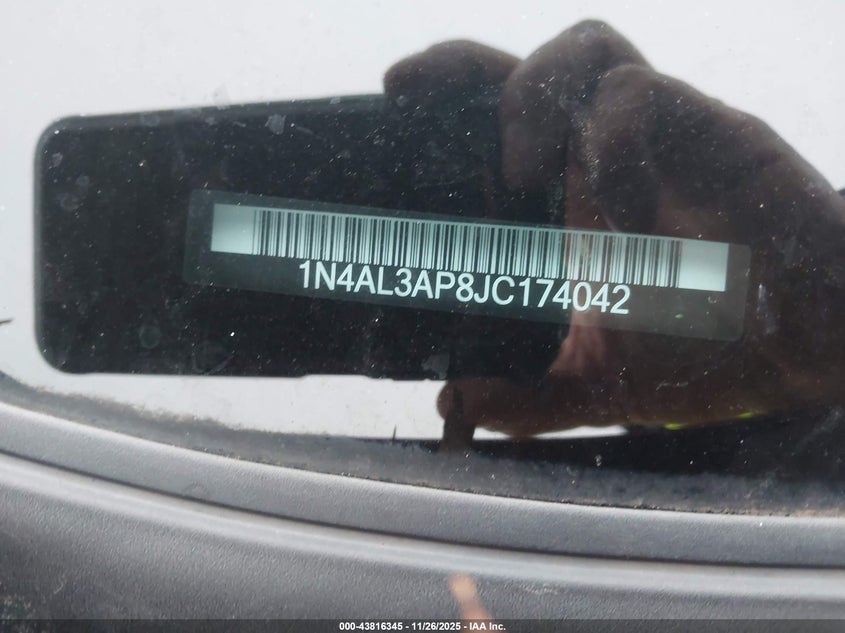 1N4AL3AP8JC174042
000-43816345 | 11/26/2025 - IAA Inc.